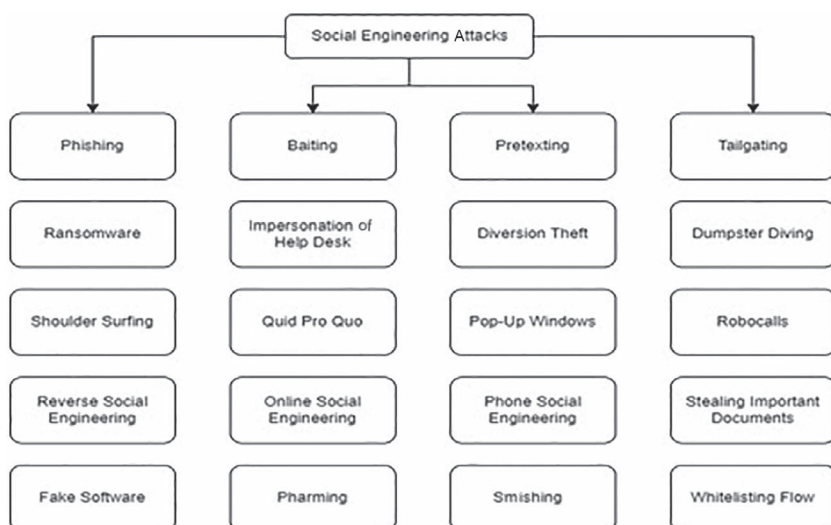 Social Engineering Attacks
Phishing
Baiting
Pretexting
Tailgating
Ransomware
Impersonation of
Help Desk
Diversion Theft
Dumpster Diving
Shoulder Surfing
Quid Pro Quo
Pop-Up Windows
Robocalls
Reverse Social
Engineering
Online Social
Engineering
Phone Social
Engineering
Stealing Important
Documents
Fake Software
Pharming
Smishing
Whitelisting Flow